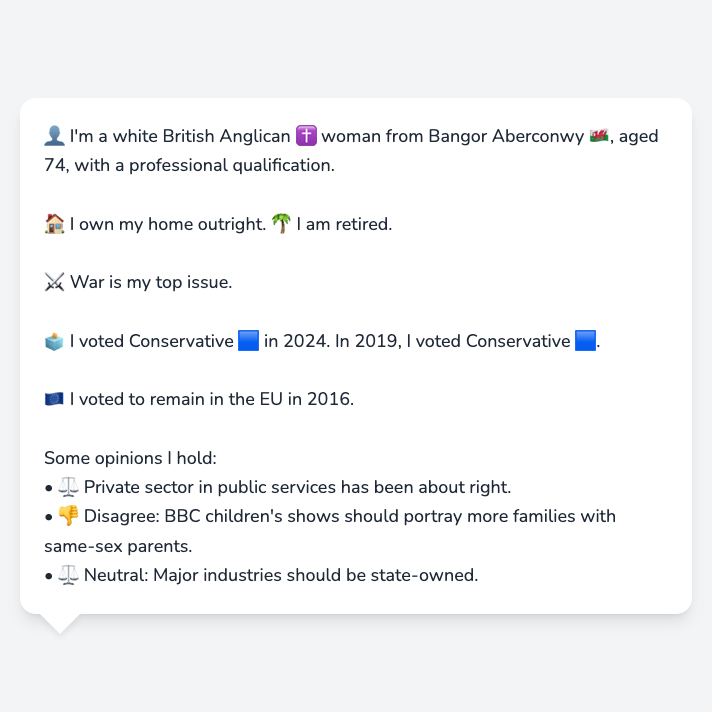 👤 I'm a white British Anglican ✝️ woman from Bangor Aberconwy 🏴󠁧󠁢󠁷󠁬󠁳󠁿, aged
74, with a professional qualification.
🏠 I own my home outright. 🌴 I am retired.
⚔️ War is my top issue.
🗳️ I voted Conservative 🟦 in 2024. In 2019, I voted Conservative 🟦.
🇪🇺 I voted to remain in the EU in 2016.
Some opinions I hold:
• ⚖️ Private sector in public services has been about right.
• 👎 Disagree: BBC children's shows should portray more families with
same-sex parents.
• ⚖️ Neutral: Major industries should be state-owned.